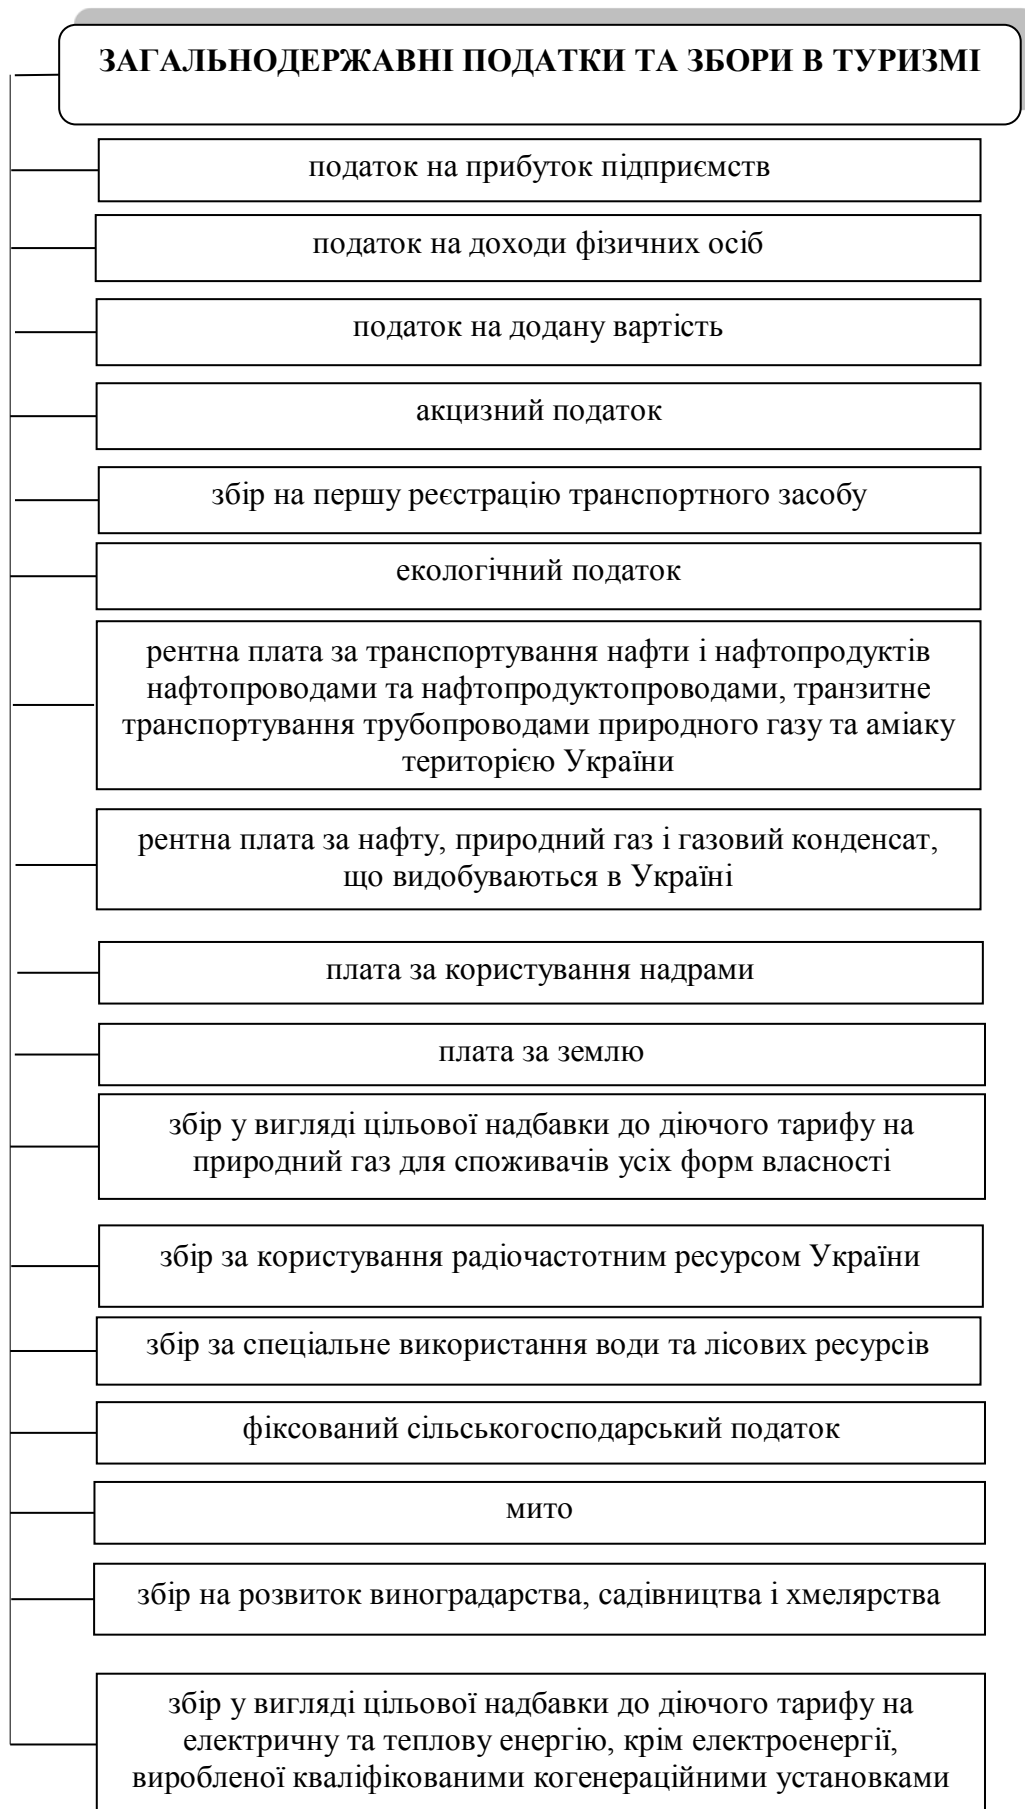 ЗАГАЛЬНОДЕРЖАВНІ ПОДАТКИ ТА ЗБОРИ В ТУРИЗМІ
податок на прибуток підприємств
податок на доходи фізичних осіб
податок на додану вартість
акцизний податок
збір на першу реєстрацію транспортного засобу
екологічний податок
рентна плата за транспортування нафти і нафтопродуктів
нафтопроводами та нафтопродуктопроводами, транзитне
транспортування трубопроводами природного газу та аміаку
територією України
рентна плата за нафту, природний газ і газовий конденсат,
що видобуваються в Україні
плата за користування надрами
плата за землю
збір у вигляді цільової надбавки до діючого тарифу на
природний газ для споживачів усіх форм власності
збір за користування радіочастотним ресурсом України
збір за спеціальне використання води та лісових ресурсів
фіксований сільськогосподарський податок
мито
збір на розвиток виноградарства, садівництва і хмелярства
збір у вигляді цільової надбавки до діючого тарифу на
електричну та теплову енергію, крім електроенергії,
виробленої кваліфікованими когенераційними установками